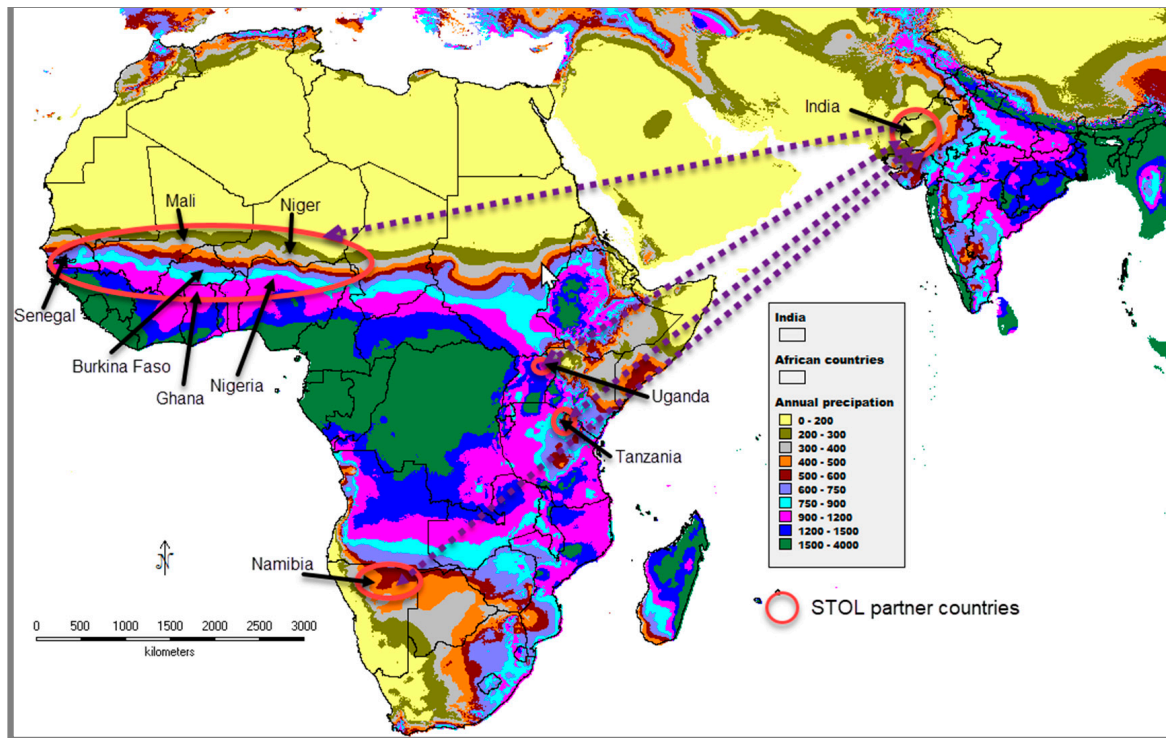 India
Mali
Niger
Senegal
Burkina Faso
Ghana
Nigeria
Uganda
Tanzania
Namibia
N
0 500 1000 1500 2000 2500 3000
kilometers
India
African countries
Annual precipation
0 - 200
200 - 300
300 - 400
400 - 500
500 - 600
600 - 750
750 - 900
900 - 1200
1200 - 1500
1500 - 4000
STOL partner countries